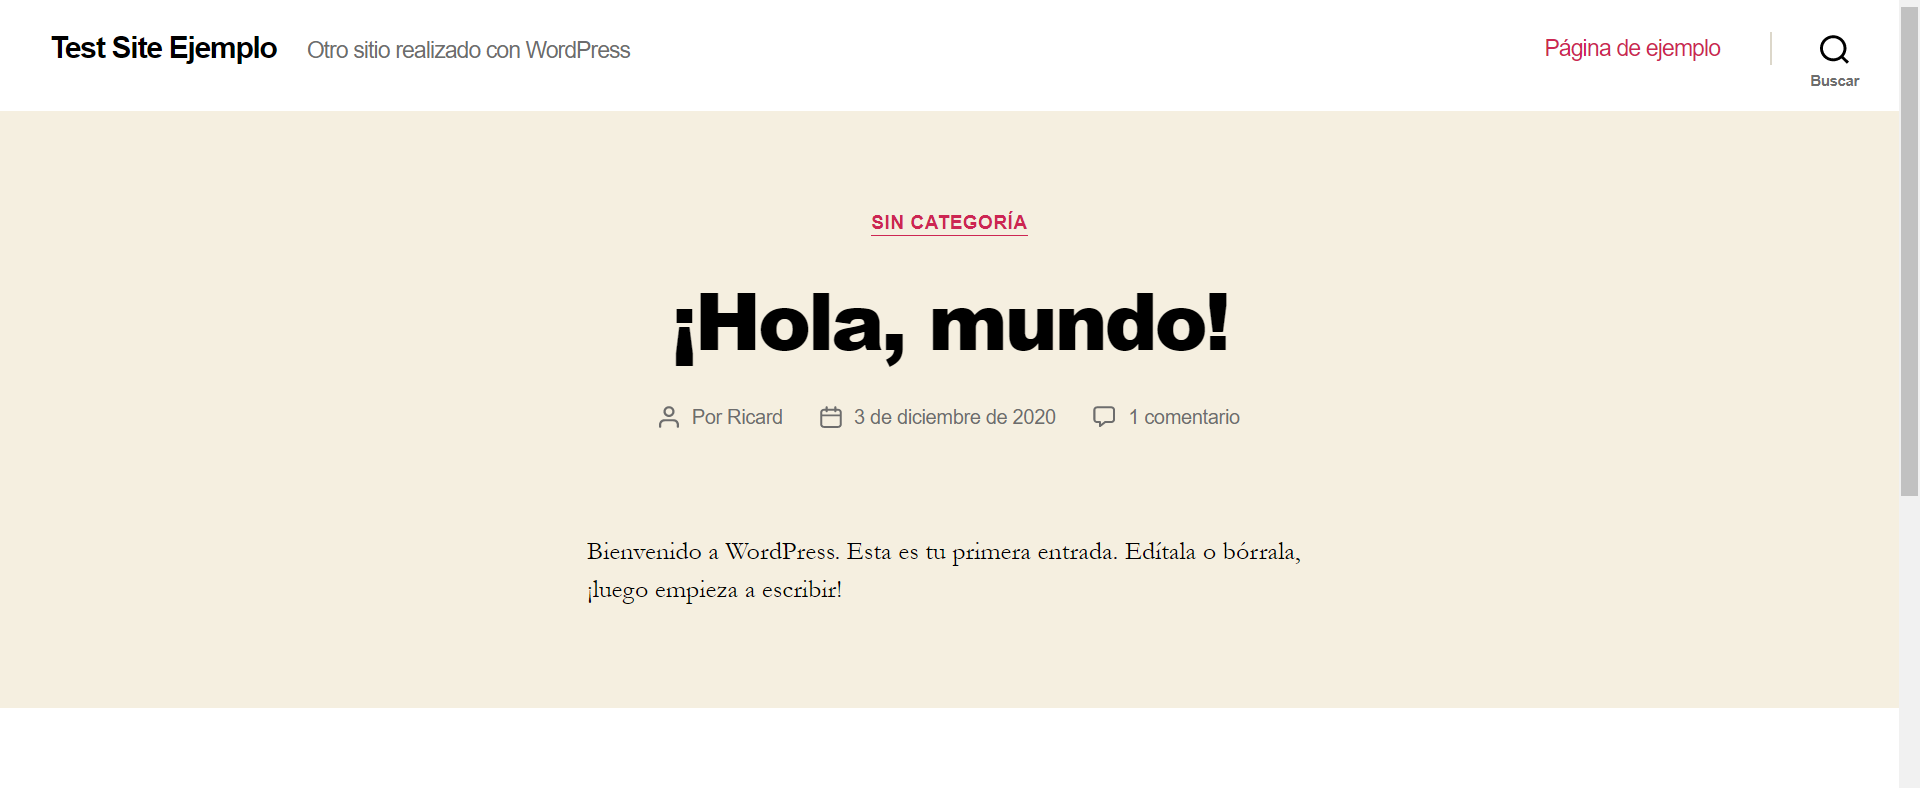 Test Site Ejemplo Otro sitio realizado con WordPress Página de ejemplo
Buscar
SIN CATEGORÍA
¡Hola, mundo!
Por Ricard 3 de diciembre de 2020 1 comentario
Bienvenido a WordPress. Esta es tu primera entrada. Edítala o bórrala,
¡luego empieza a escribir!